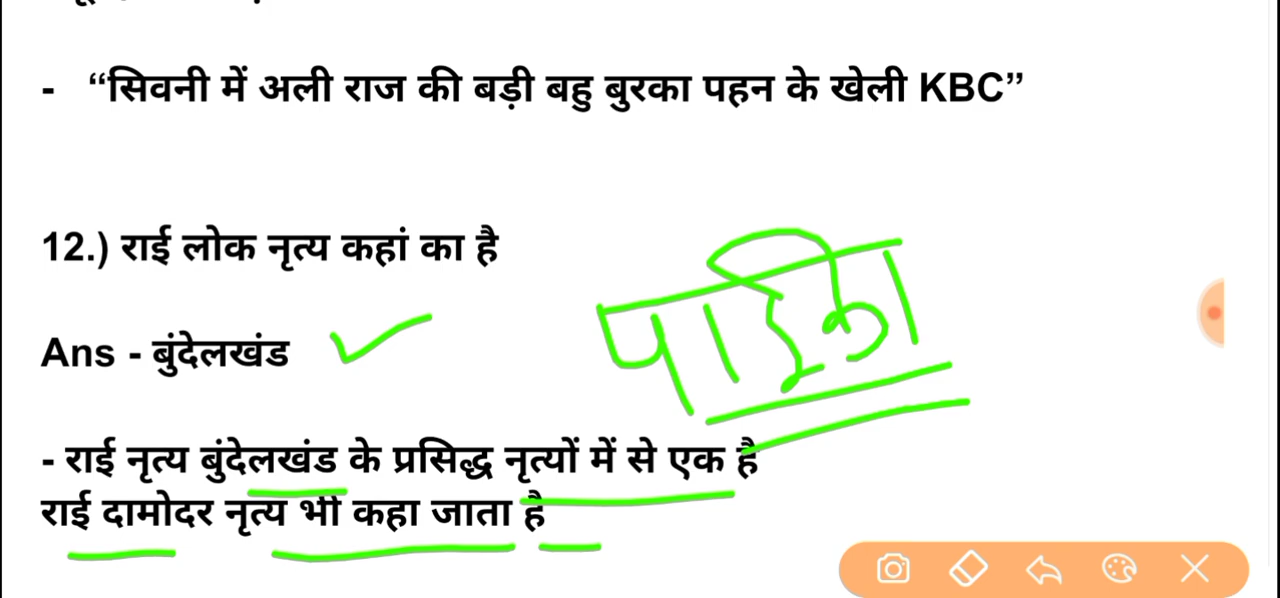 - “सिवनी में अली राज की बड़ी बहु बुरका पहन के खेली KBC”
12.) राई लोक नृत्य कहां का है
Ans - बुंदेलखंड
- राई नृत्य बुंदेलखंड के प्रसिद्ध नृत्यों में से एक है
राई दामोदर नृत्य भी कहा जाता है